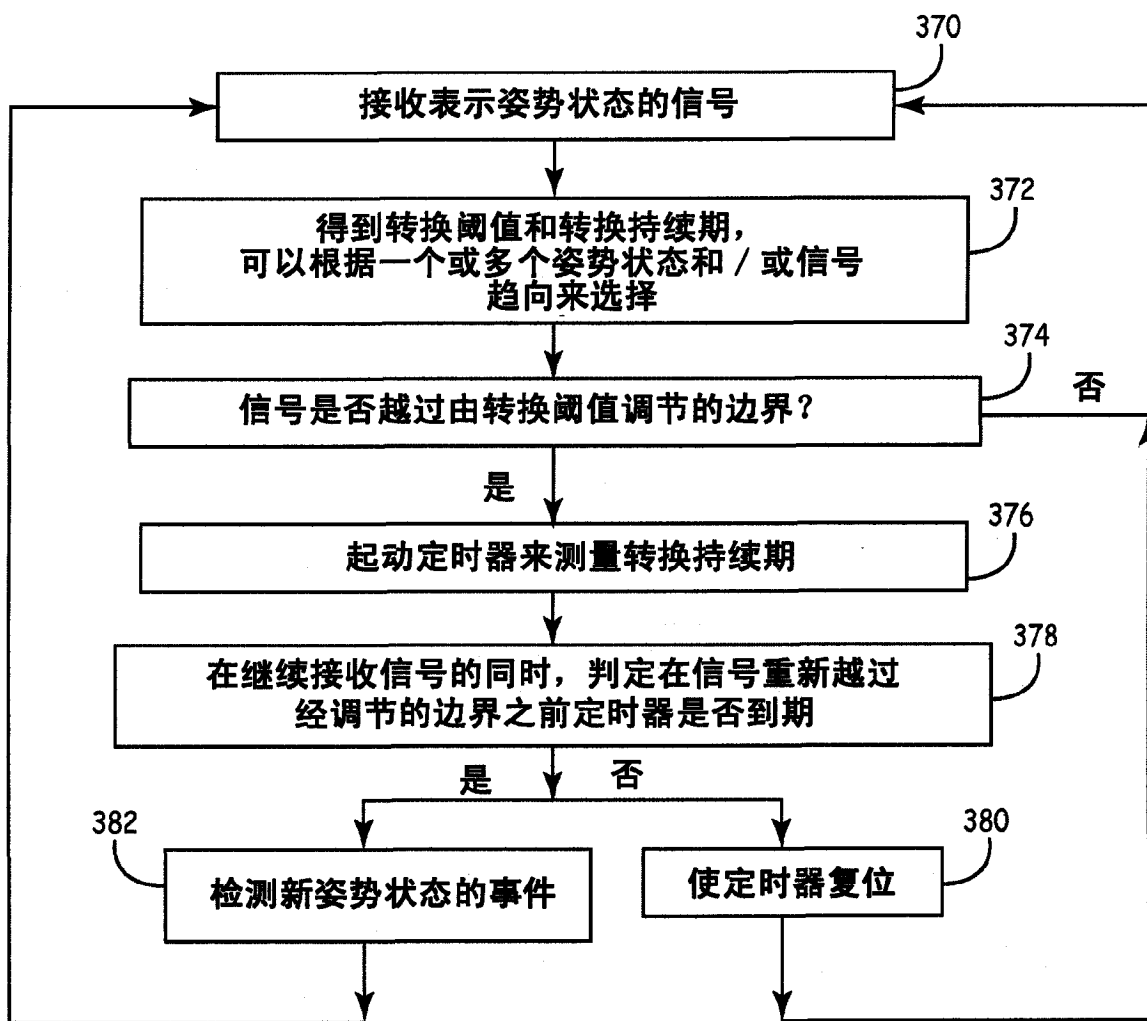 370
接收表示姿势状态的信号
372
得到转换阈值和转换持续期，
可以根据一个或多个姿势状态和 / 或信号
趋向来选择
374
信号是否越过由转换阈值调节的边界？
否
是
376
起动定时器来测量转换持续期
378
在继续接收信号的同时，判定在信号重新越过
经调节的边界之前定时器是否到期
是
否
382
检测新姿势状态的事件
380
使定时器复位